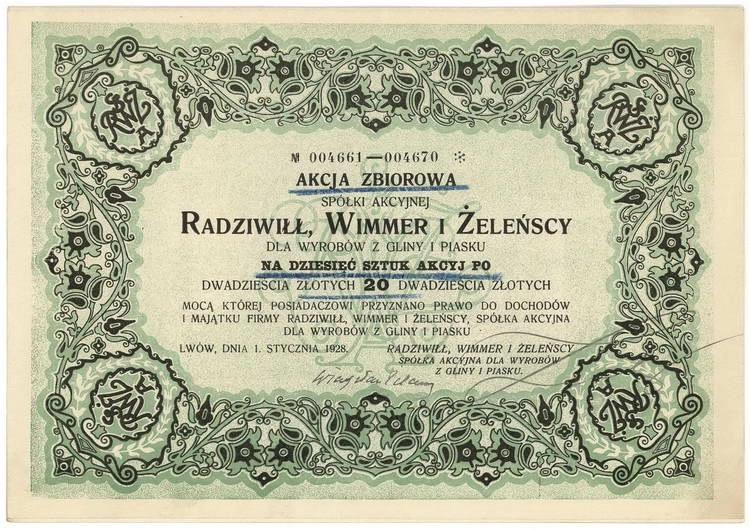 № 004661—004670 ✻
AKCJA ZBIOROWA
SPÓŁKI AKCYJNEJ
RADZIWIŁŁ, WIMMER I ŻELEŃSCY
DLA WYROBÓW Z GLINY I PIASKU
NA DZIESIĘĆ SZTUK AKCYJ PO
DWADZIEŚCIA ZŁOTYCH 20 DWADZIEŚCIA ZŁOTYCH
MOCĄ KTÓREJ POSIADACZOWI PRZYZNANO PRAWO DO DOCHODÓW
I MAJĄTKU FIRMY RADZIWIŁŁ, WIMMER I ŻELEŃSCY, SPÓŁKA AKCYJNA
DLA WYROBÓW Z GLINY I PIASKU
LWÓW, DNIA 1. STYCZNIA 1928.
RADZIWIŁŁ, WIMMER I ŻELEŃSCY
SPÓŁKA AKCYJNA DLA WYROBÓW
Z GLINY I PIASKU.